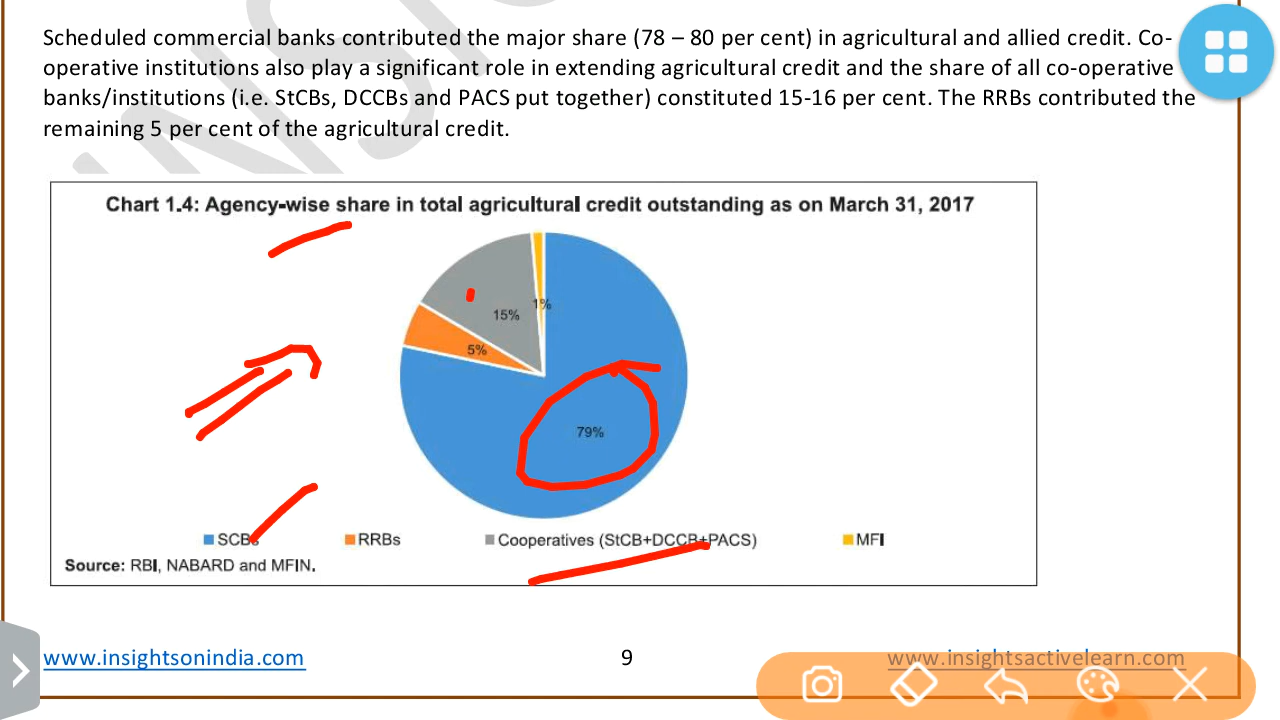 Scheduled commercial banks contributed the major share (78 – 80 per cent) in agricultural and allied credit. Co-
operative institutions also play a significant role in extending agricultural credit and the share of all co-operative
banks/institutions (i.e. StCBs, DCCBs and PACS put together) constituted 15-16 per cent. The RRBs contributed the
remaining 5 per cent of the agricultural credit.
Chart 1.4: Agency-wise share in total agricultural credit outstanding as on March 31, 2017
1%
15%
5%
79%
SCBs RRBs Cooperatives (StCB+DCCB+PACS) MFI
Source: RBI, NABARD and MFIN.
www.insightsonindia.com 9 www.insightsactivelearn.com